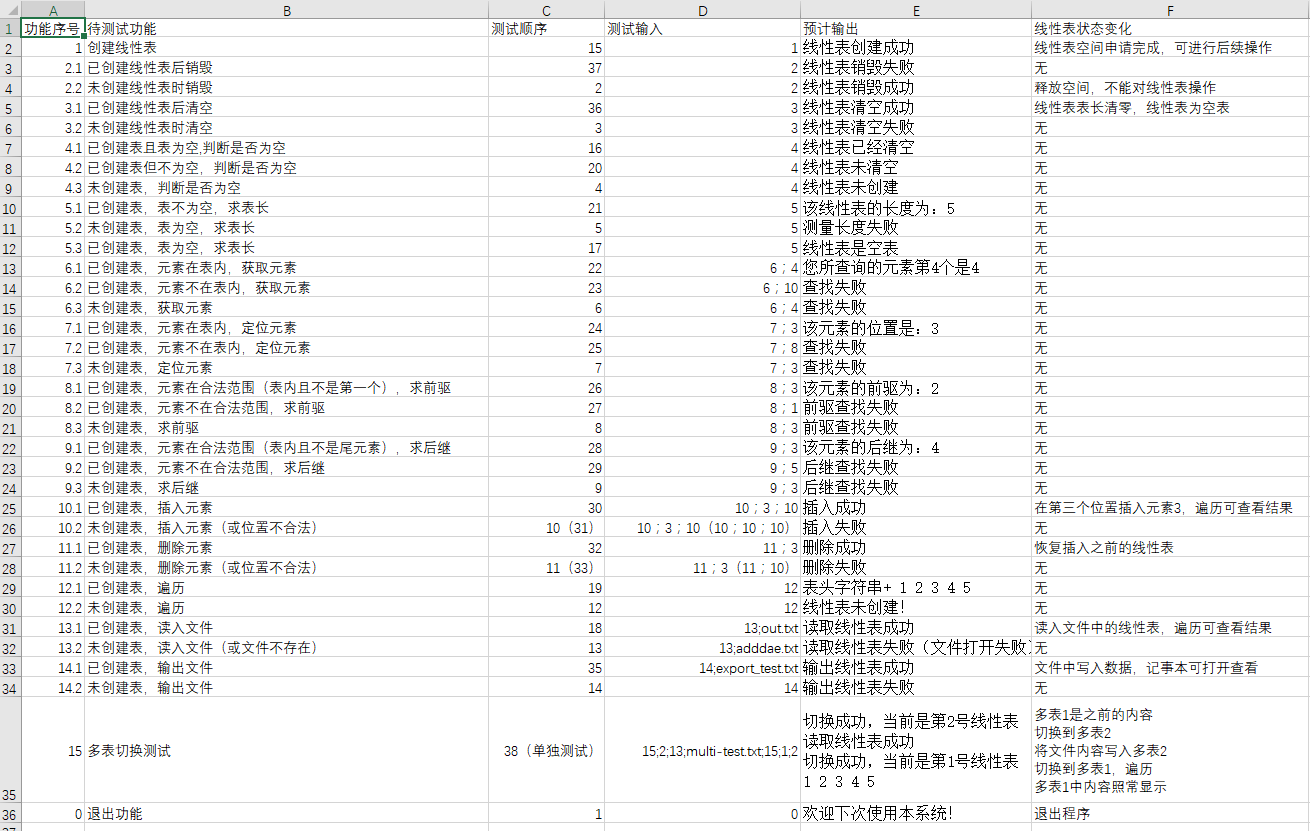 A B C D E F
1 功能序号 待测试功能 测试顺序 测试输入 预计输出 线性表状态变化
2 1 创建线性表 15 1 线性表创建成功 线性表空间申请完成，可进行后续操作
3 2.1 已创建线性表后销毁 37 2 线性表销毁失败 无
4 2.2 未创建线性表时销毁 2 2 线性表销毁成功 释放空间，不能对线性表操作
5 3.1 已创建线性表后清空 36 3 线性表清空成功 线性表表长清零，线性表为空表
6 3.2 未创建线性表时清空 3 3 线性表清空失败 无
7 4.1 已创建表且表为空,判断是否为空 16 4 线性表已经清空 无
8 4.2 已创建表但不为空，判断是否为空 20 4 线性表未清空 无
9 4.3 未创建表，判断是否为空 4 4 线性表未创建 无
10 5.1 已创建表，表不为空，求表长 21 5 该线性表的长度为：5 无
11 5.2 未创建表，表为空，求表长 5 5 测量长度失败 无
12 5.3 已创建表，表为空，求表长 17 5 线性表是空表 无
13 6.1 已创建表，元素在表内，获取元素 22 6；4 您所查询的元素第4个是4 无
14 6.2 已创建表，元素不在表内，获取元素 23 6；10 查找失败 无
15 6.3 未创建表，获取元素 6 6；4 查找失败 无
16 7.1 已创建表，元素在表内，定位元素 24 7；3 该元素的位置是：3 无
17 7.2 已创建表，元素不在表内，定位元素 25 7；8 查找失败 无
18 7.3 未创建表，定位元素 7 7；3 查找失败 无
19 8.1 已创建表，元素在合法范围（表内且不是第一个），求前驱 26 8；3 该元素的前驱为：2 无
20 8.2 已创建表，元素不在合法范围，求前驱 27 8；1 前驱查找失败 无
21 8.3 未创建表，求前驱 8 8；3 前驱查找失败 无
22 9.1 已创建表，元素在合法范围（表内且不是尾元素），求后继 28 9；3 该元素的后继为：4 无
23 9.2 已创建表，元素不在合法范围，求后继 29 9；5 后继查找失败 无
24 9.3 未创建表，求后继 9 9；3 后继查找失败 无
25 10.1 已创建表，插入元素 30 10；3；10 插入成功 在第三个位置插入元素3，遍历可查看结果
26 10.2 未创建表，插入元素（或位置不合法） 10（31） 10；3；10（10；10；10） 插入失败 无
27 11.1 已创建表，删除元素 32 11；3 删除成功 恢复插入之前的线性表
28 11.2 未创建表，删除元素（或位置不合法） 11（33） 11；3（11；10） 删除失败 无
29 12.1 已创建表，遍历 19 12 表头字符串+ 1 2 3 4 5 无
30 12.2 未创建表，遍历 12 12 线性表未创建！ 无
31 13.1 已创建表，读入文件 18 13;out.txt 读取线性表成功 读入文件中的线性表，遍历可查看结果
32 13.2 未创建表，读入文件（或文件不存在） 13 13;adddae.txt 读取线性表失败（文件打开失败） 无
33 14.1 已创建表，输出文件 35 14;export_test.txt 输出线性表成功 文件中写入数据，记事本可打开查看
34 14.2 未创建表，输出文件 14 14 输出线性表失败 无
35 15 多表切换测试 38（单独测试） 15;2;13;multi-test.txt;15;1;2
切换成功，当前是第2号线性表
读取线性表成功
切换成功，当前是第1号线性表
1 2 3 4 5
多表1是之前的内容
切换到多表2
将文件内容写入多表2
切换到多表1，遍历
多表1中内容照常显示
36 0 退出功能 1 0 欢迎下次使用本系统！ 退出程序